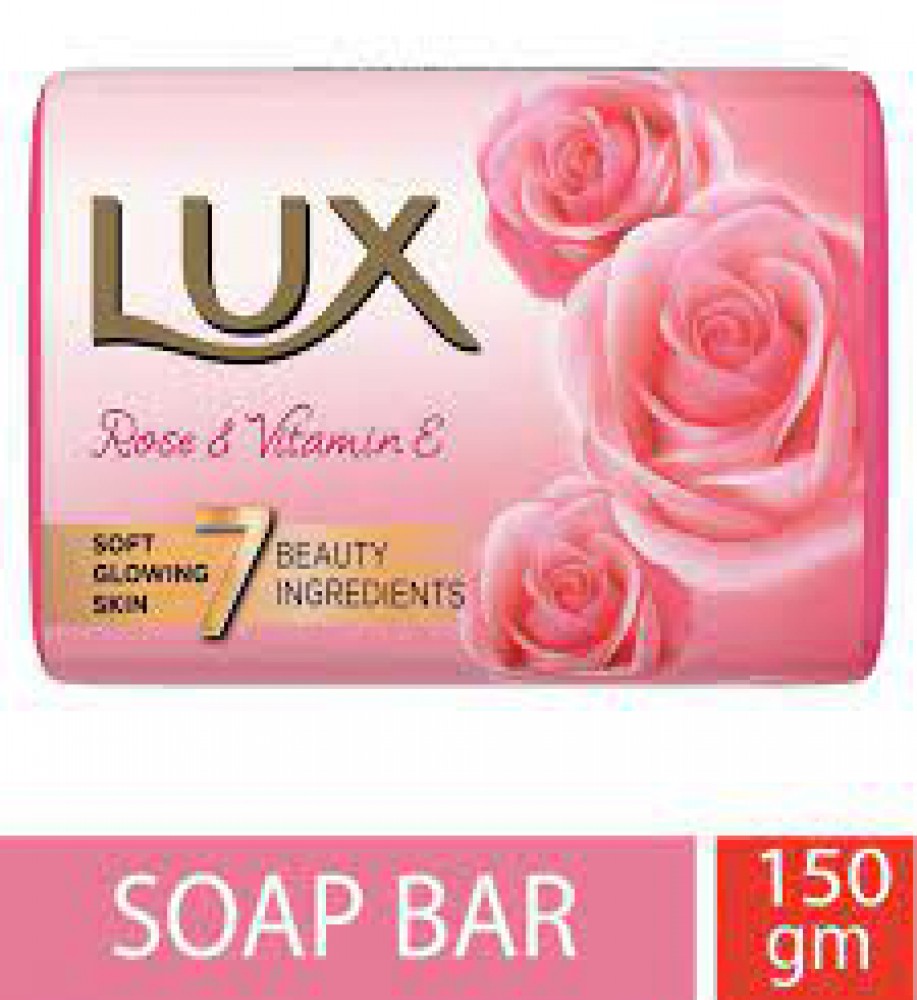 LUX
Rose & Vitamin E
SOFT
GLOWING
SKIN
7
BEAUTY
INGREDIENTS
SOAP BAR
150
gm